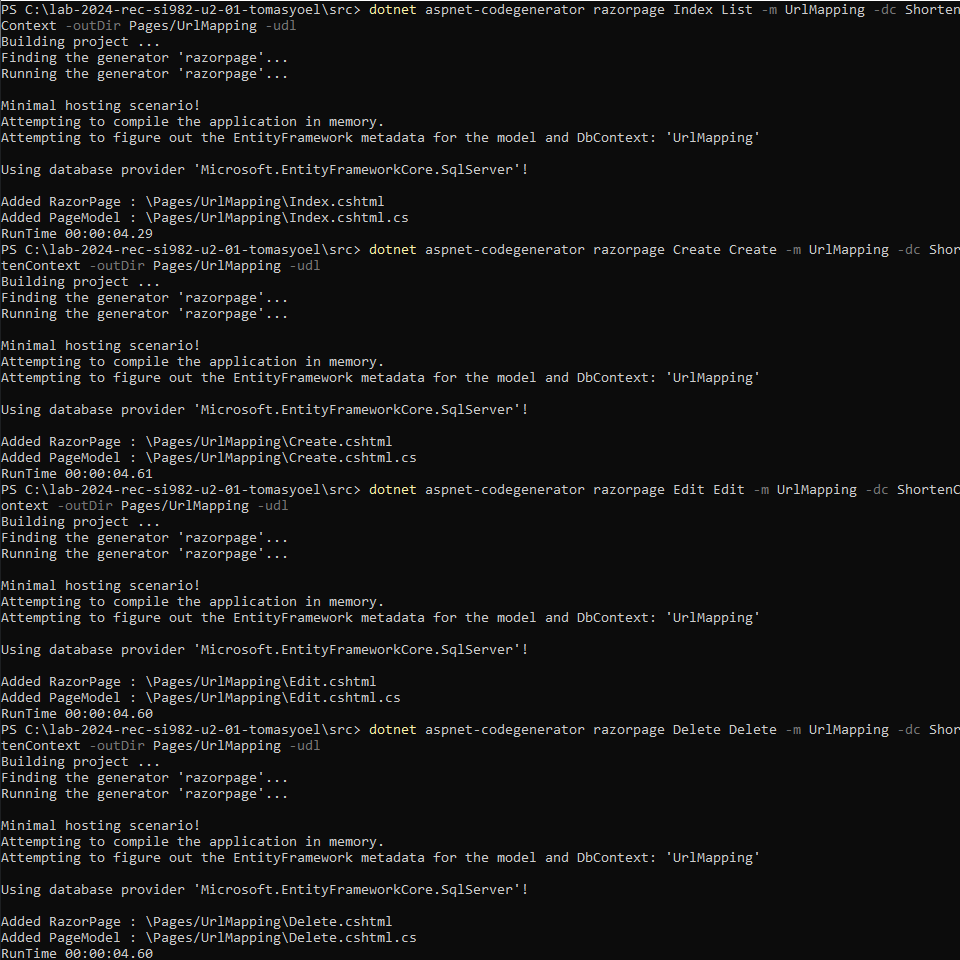 PS C:\lab-2024-rec-si982-u2-01-tomasyoel\src> dotnet aspnet-codegenerator razorpage Index List -m UrlMapping -dc Shorten
Context -outDir Pages/UrlMapping -udl
Building project ...
Finding the generator 'razorpage'...
Running the generator 'razorpage'...
Minimal hosting scenario!
Attempting to compile the application in memory.
Attempting to figure out the EntityFramework metadata for the model and DbContext: 'UrlMapping'
Using database provider 'Microsoft.EntityFrameworkCore.SqlServer'!
Added RazorPage : \Pages/UrlMapping\Index.cshtml
Added PageModel : \Pages/UrlMapping\Index.cshtml.cs
RunTime 00:00:04.29
PS C:\lab-2024-rec-si982-u2-01-tomasyoel\src> dotnet aspnet-codegenerator razorpage Create Create -m UrlMapping -dc Shor
tenContext -outDir Pages/UrlMapping -udl
Building project ...
Finding the generator 'razorpage'...
Running the generator 'razorpage'...
Minimal hosting scenario!
Attempting to compile the application in memory.
Attempting to figure out the EntityFramework metadata for the model and DbContext: 'UrlMapping'
Using database provider 'Microsoft.EntityFrameworkCore.SqlServer'!
Added RazorPage : \Pages/UrlMapping\Create.cshtml
Added PageModel : \Pages/UrlMapping\Create.cshtml.cs
RunTime 00:00:04.61
PS C:\lab-2024-rec-si982-u2-01-tomasyoel\src> dotnet aspnet-codegenerator razorpage Edit Edit -m UrlMapping -dc ShortenC
ontext -outDir Pages/UrlMapping -udl
Building project ...
Finding the generator 'razorpage'...
Running the generator 'razorpage'...
Minimal hosting scenario!
Attempting to compile the application in memory.
Attempting to figure out the EntityFramework metadata for the model and DbContext: 'UrlMapping'
Using database provider 'Microsoft.EntityFrameworkCore.SqlServer'!
Added RazorPage : \Pages/UrlMapping\Edit.cshtml
Added PageModel : \Pages/UrlMapping\Edit.cshtml.cs
RunTime 00:00:04.60
PS C:\lab-2024-rec-si982-u2-01-tomasyoel\src> dotnet aspnet-codegenerator razorpage Delete Delete -m UrlMapping -dc Shor
tenContext -outDir Pages/UrlMapping -udl
Building project ...
Finding the generator 'razorpage'...
Running the generator 'razorpage'...
Minimal hosting scenario!
Attempting to compile the application in memory.
Attempting to figure out the EntityFramework metadata for the model and DbContext: 'UrlMapping'
Using database provider 'Microsoft.EntityFrameworkCore.SqlServer'!
Added RazorPage : \Pages/UrlMapping\Delete.cshtml
Added PageModel : \Pages/UrlMapping\Delete.cshtml.cs
RunTime 00:00:04.60